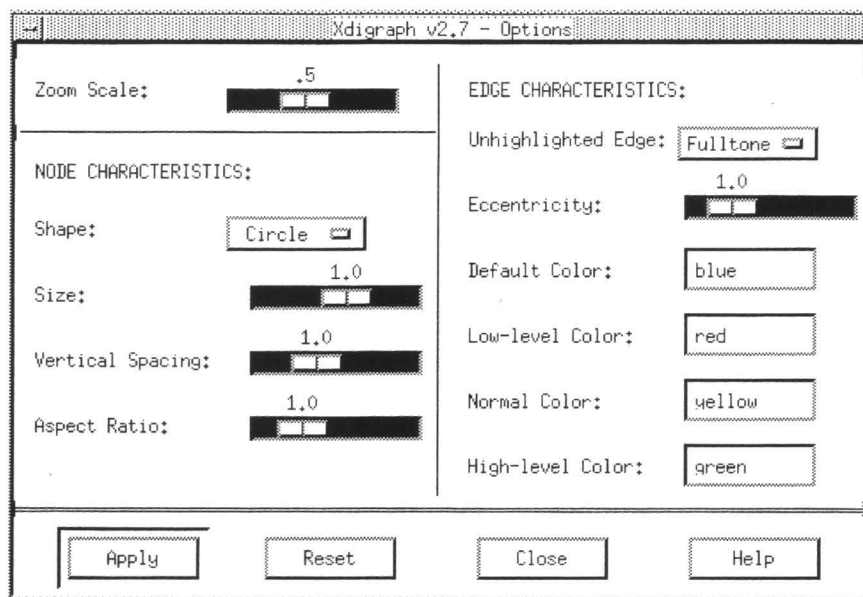 Xdigraph v2.7 - Options
Zoom Scale:
.5
NODE CHARACTERISTICS:
Shape:
Circle
Size:
1.0
Vertical Spacing:
1.0
Aspect Ratio:
1.0
EDGE CHARACTERISTICS:
Unhighlighted Edge:
Fulltone
Eccentricity:
1.0
Default Color:
blue
Low-level Color:
red
Normal Color:
yellow
High-level Color:
green
Apply
Reset
Close
Help